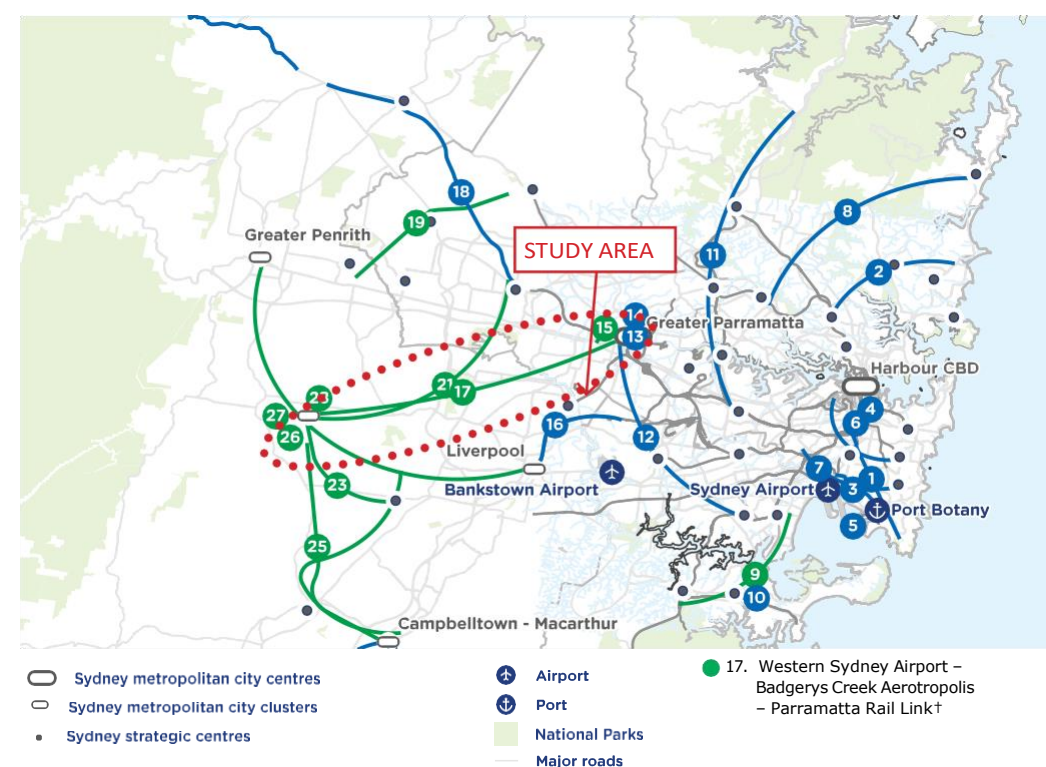 18
8
19
Greater Penrith
STUDY AREA
11
2
14
15
Greater Parramatta
13
Harbour CBD
21
17
27
4
26
6
16
12
Liverpool
7
1
23
Bankstown Airport
Sydney Airport
3
Port Botany
5
25
9
10
Campbelltown - Macarthur
Sydney metropolitan city centres
Sydney metropolitan city clusters
Sydney strategic centres
Airport
Port
National Parks
Major roads
17. Western Sydney Airport –
Badgerys Creek Aerotropolis
– Parramatta Rail Link†